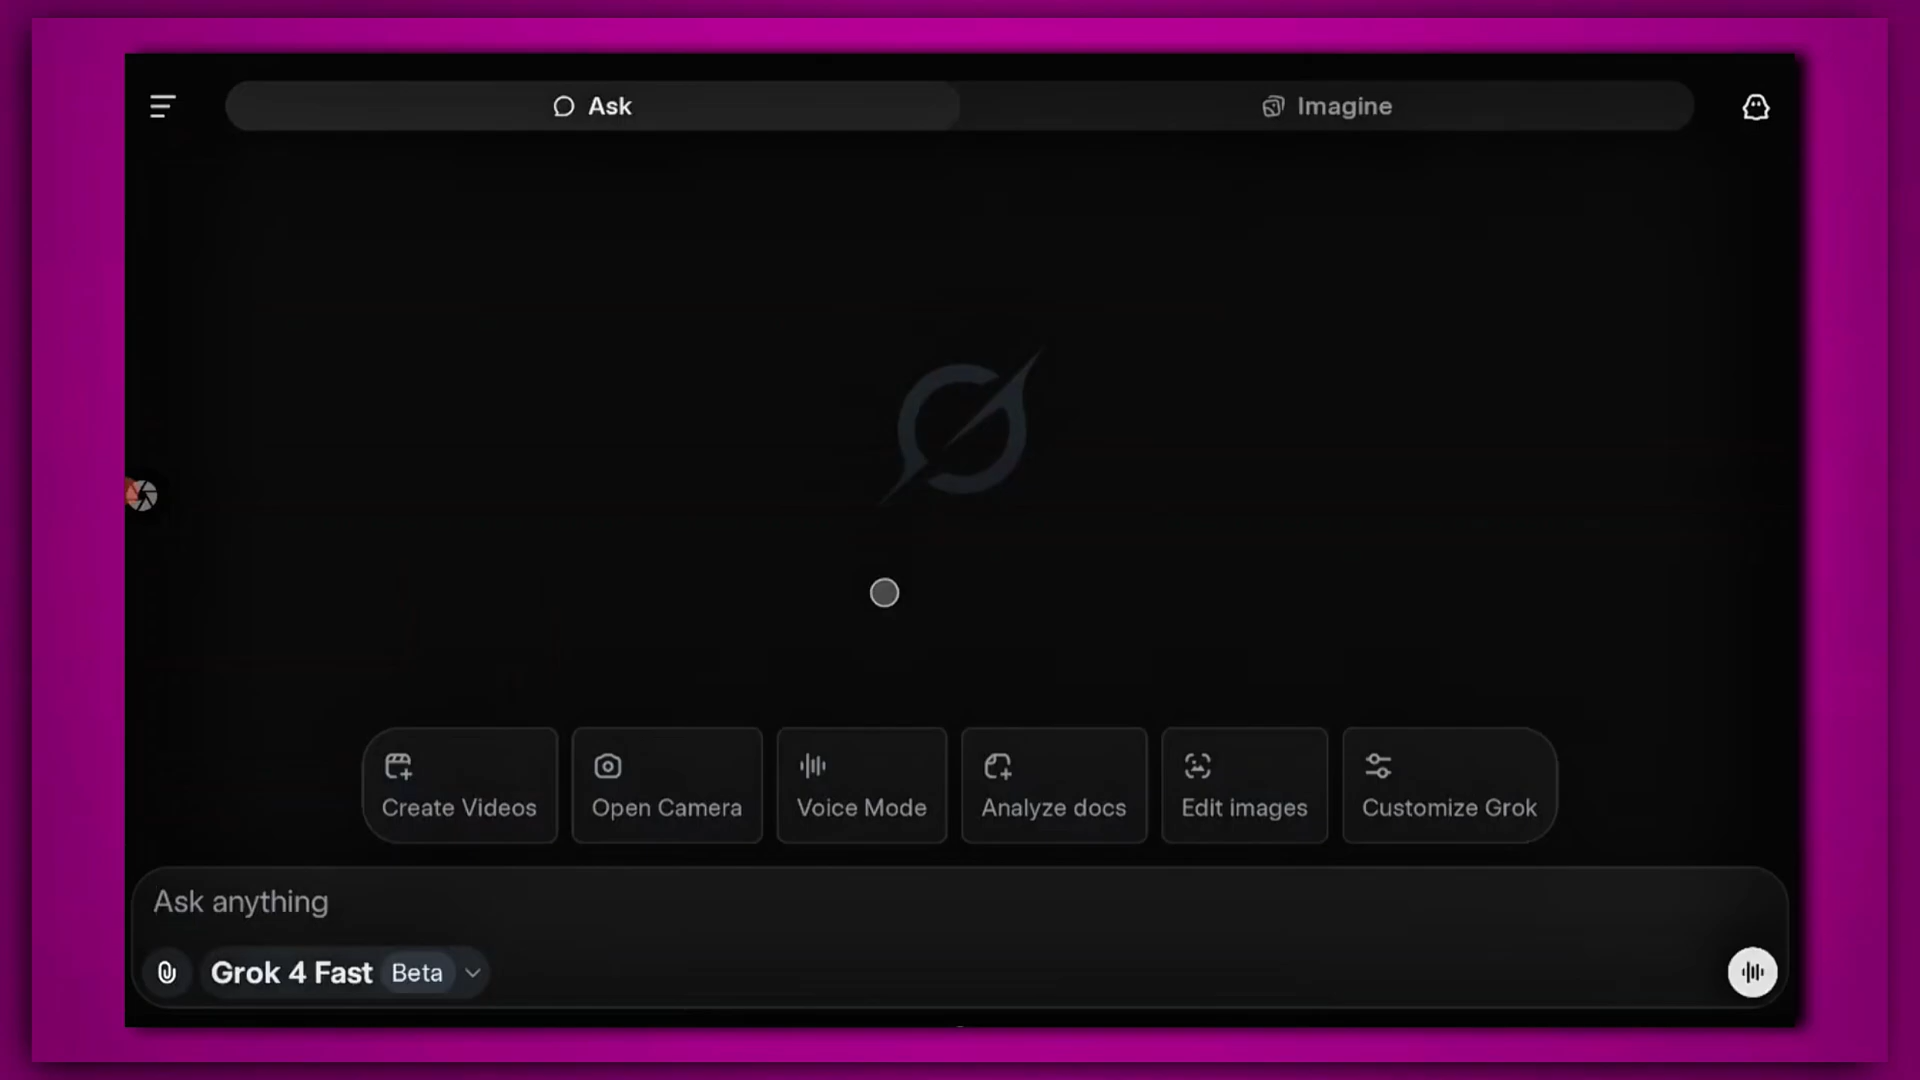 Ask
Imagine
Create Videos
Open Camera
Voice Mode
Analyze docs
Edit images
Customize Grok
Ask anything
Grok 4 Fast Beta